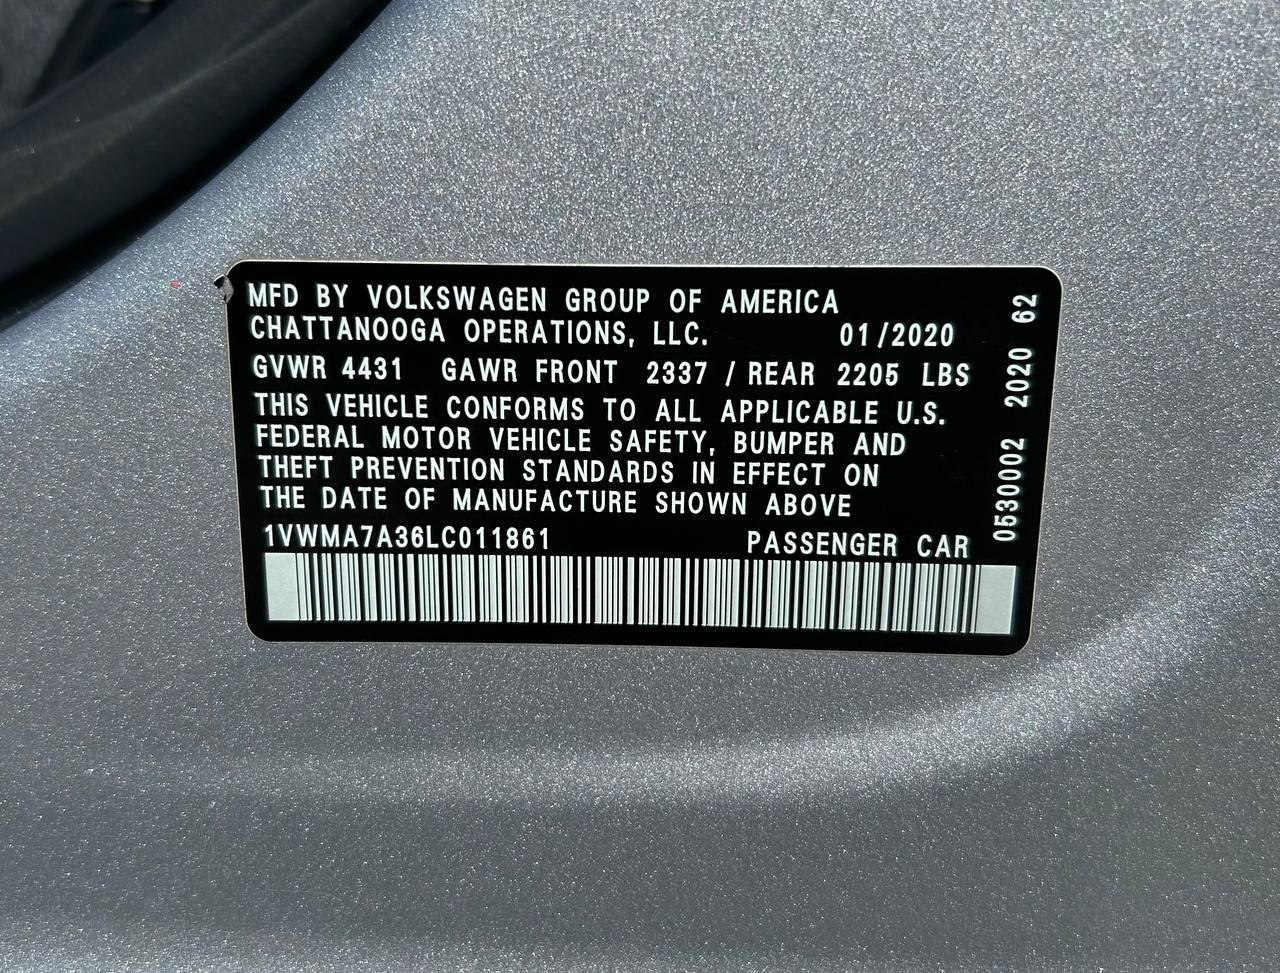 MFD BY VOLKSWAGEN GROUP OF AMERICA
CHATTANOOGA OPERATIONS, LLC. 01/2020
GVWR 4431 GAWR FRONT 2337 / REAR 2205 LBS
THIS VEHICLE CONFORMS TO ALL APPLICABLE U.S.
FEDERAL MOTOR VEHICLE SAFETY, BUMPER AND
THEFT PREVENTION STANDARDS IN EFFECT ON
THE DATE OF MANUFACTURE SHOWN ABOVE
1VWMA7A36LC011861 PASSENGER CAR
0530002 2020 62